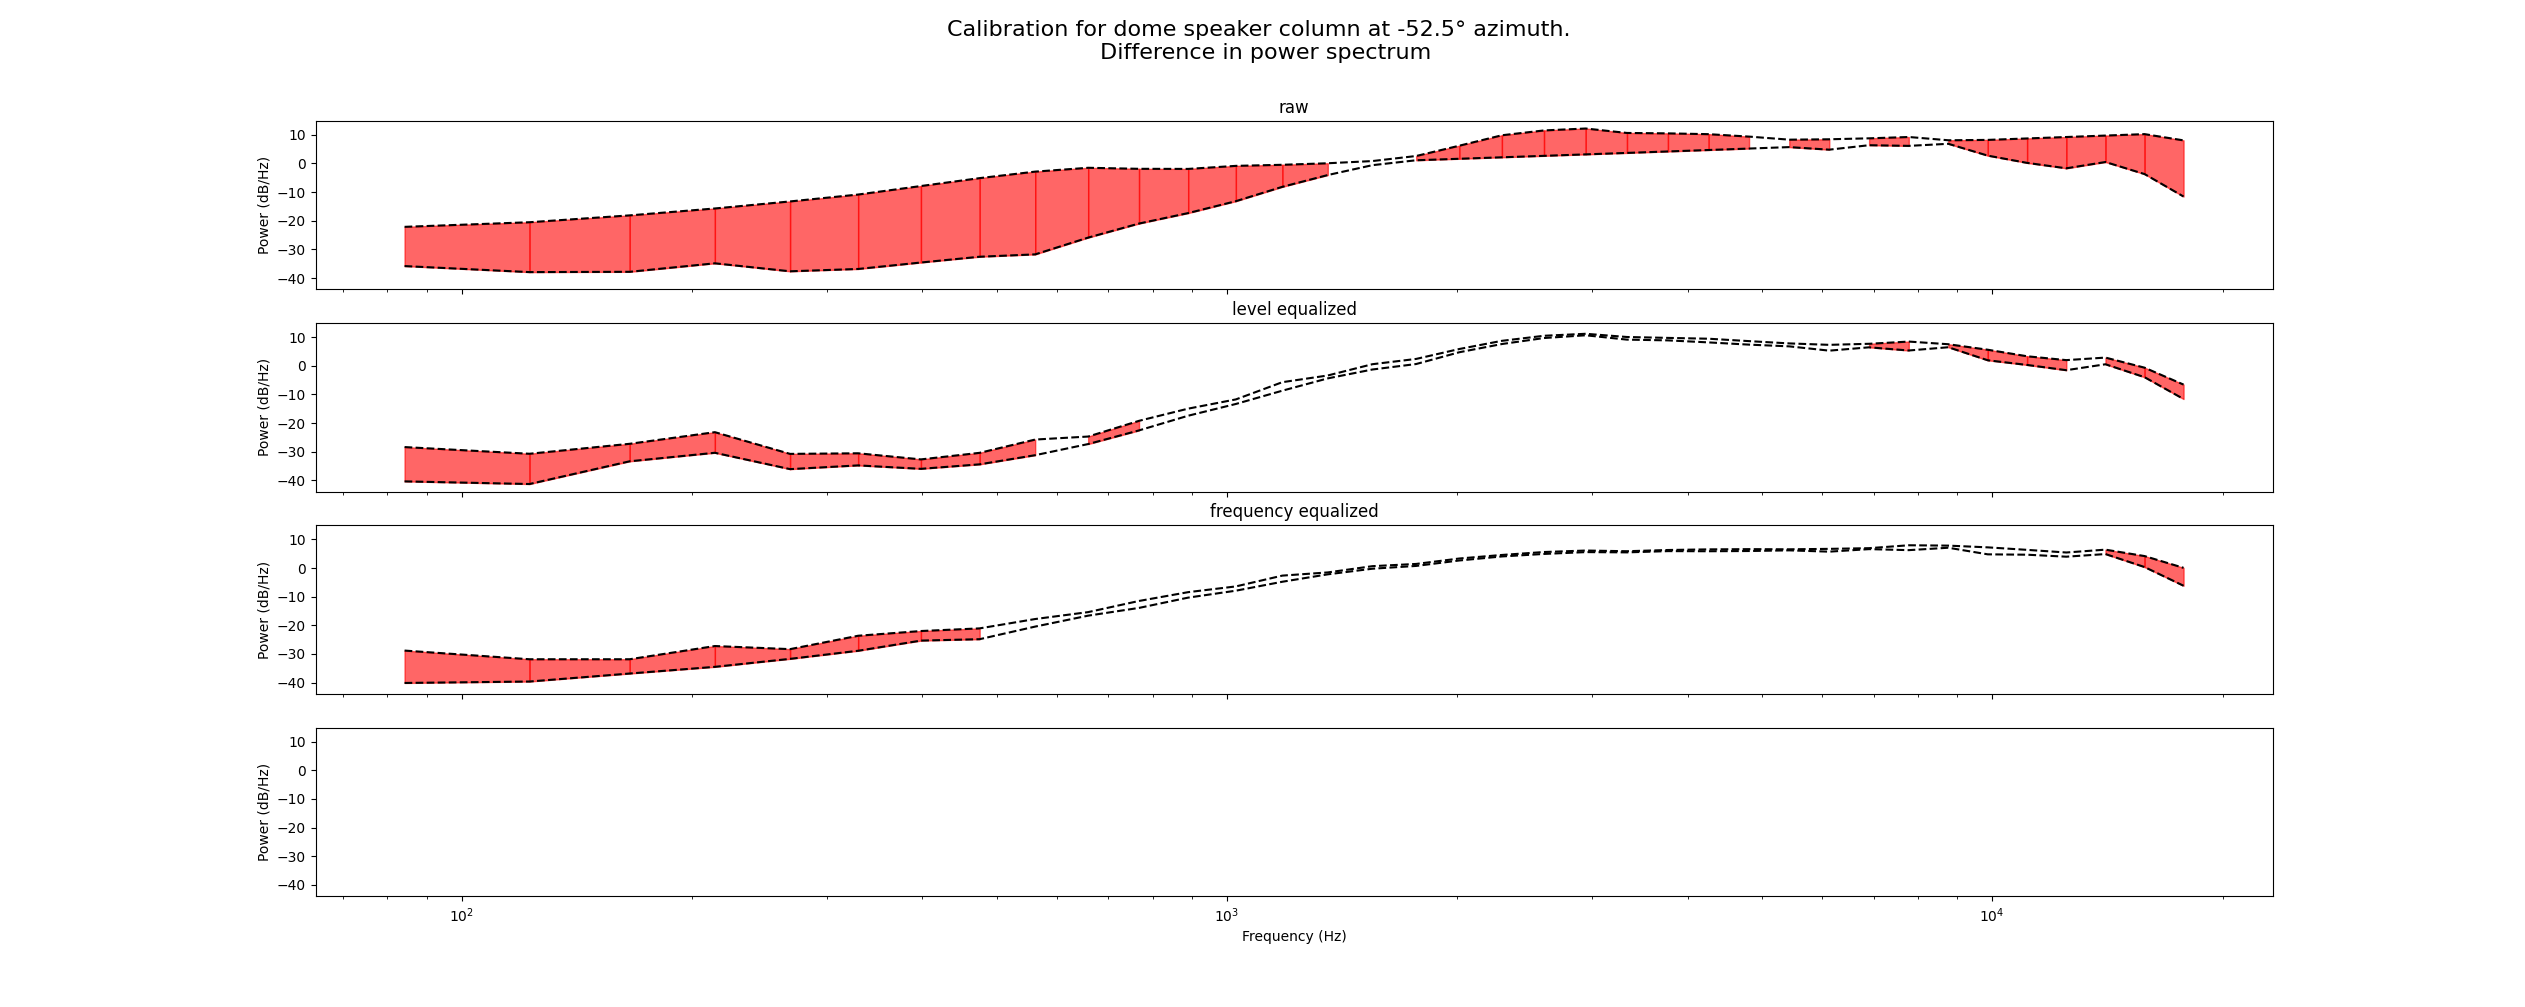 Calibration for dome speaker column at -52.5° azimuth.
Difference in power spectrum
raw
10
0
−10
−20
−30
−40
Power (dB/Hz)
level equalized
10
0
−10
−20
−30
−40
Power (dB/Hz)
frequency equalized
10
0
−10
−20
−30
−40
Power (dB/Hz)
10
0
−10
−20
−30
−40
Power (dB/Hz)
10² 10³ 10⁴
Frequency (Hz)